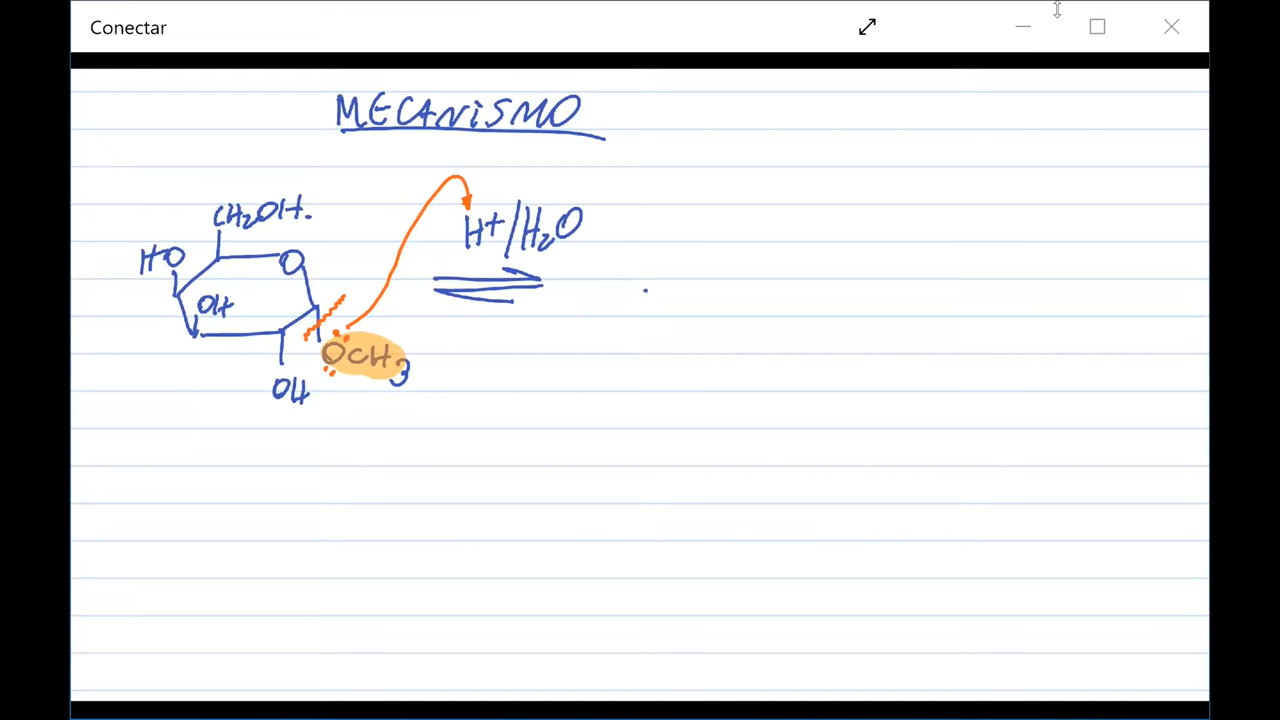 Conectar
MECANiSMO
CH2OH.
H+/H2O
HO
O
OH
OCH3
OH